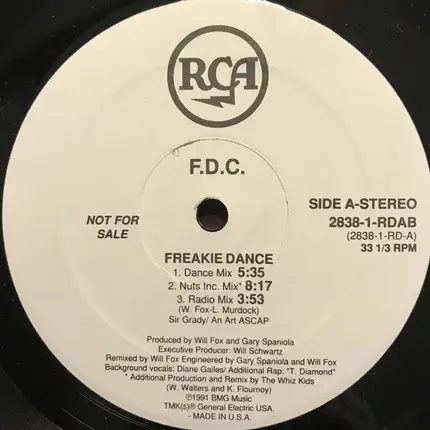 RCA
F.D.C.
SIDE A-STEREO
2838-1-RDAB
(2838-1-RD-A)
33 1/3 RPM
NOT FOR
SALE
FREAKIE DANCE
1. Dance Mix 5:35
2. Nuts Inc. Mix* 8:17
3. Radio Mix 3:53
(W. Fox-L. Murdock)
Sir Grady/ An Art ASCAP
Produced by Will Fox and Gary Spaniola
Executive Producer: Will Schwartz
Remixed by Will Fox Engineered by Gary Spaniola and Will Fox
Background vocals: Diane Gailes/ Additional Rap: "T. Diamond"
* Additional Production and Remix by The Whiz Kids
(W. Walters and K. Flournoy)
℗1991 BMG Music
TMK(s)® General Electric USA.
- MADE IN U.S.A.